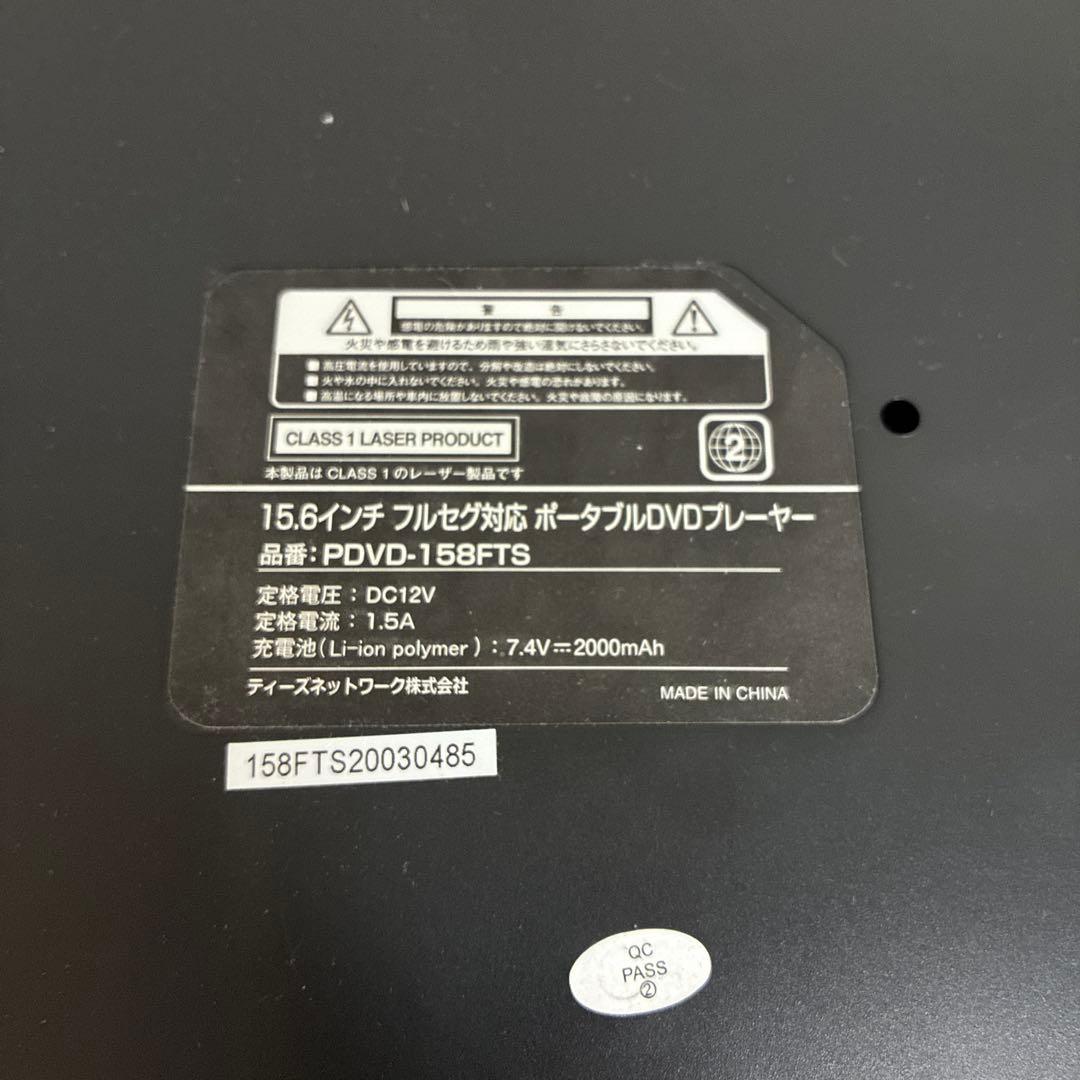 警 告
感電の危険がありますので絶対に開けないでください。
火災や感電を避けるため雨や強い湿気にさらさないでください。
■ 高圧電流を使用していますので、分解や改造は絶対にしないでください。
■ 火や水の中に入れないでください。火災や感電の恐れがあります。
■ 高温になる場所や車内に放置しないでください。火災や故障の原因になります。
CLASS 1 LASER PRODUCT
2
本製品は CLASS 1 のレーザー製品です
15.6インチ フルセグ対応 ポータブルDVDプレーヤー
品番：PDVD-158FTS
定格電圧：DC12V
定格電流：1.5A
充電池(Li-ion polymer)：7.4V⎓2000mAh
ティーズネットワーク株式会社
MADE IN CHINA
158FTS20030485
QC
PASS
②